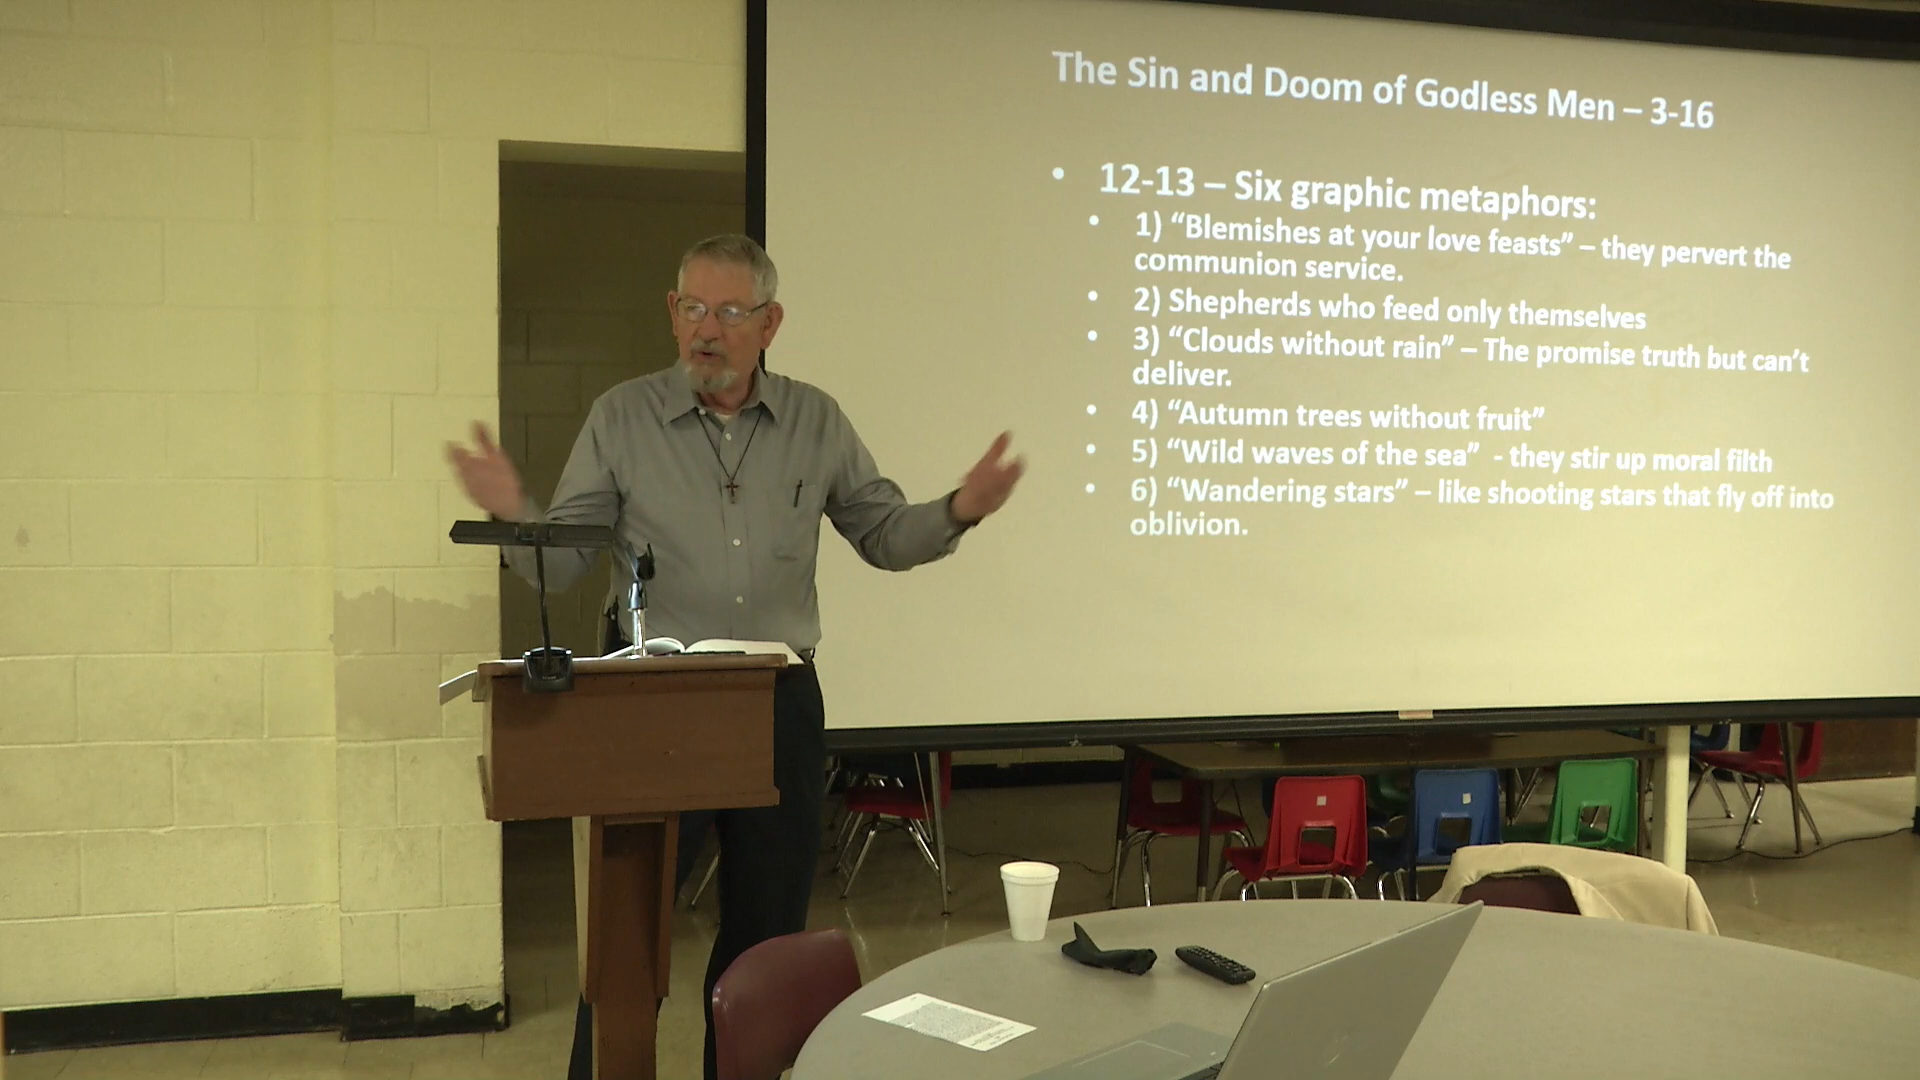 The Sin and Doom of Godless Men – 3-16
• 12-13 – Six graphic metaphors:
• 1) “Blemishes at your love feasts” – they pervert the
communion service.
• 2) Shepherds who feed only themselves
• 3) “Clouds without rain” – The promise truth but can’t
deliver.
• 4) “Autumn trees without fruit”
• 5) “Wild waves of the sea” - they stir up moral filth
• 6) “Wandering stars” – like shooting stars that fly off into
oblivion.